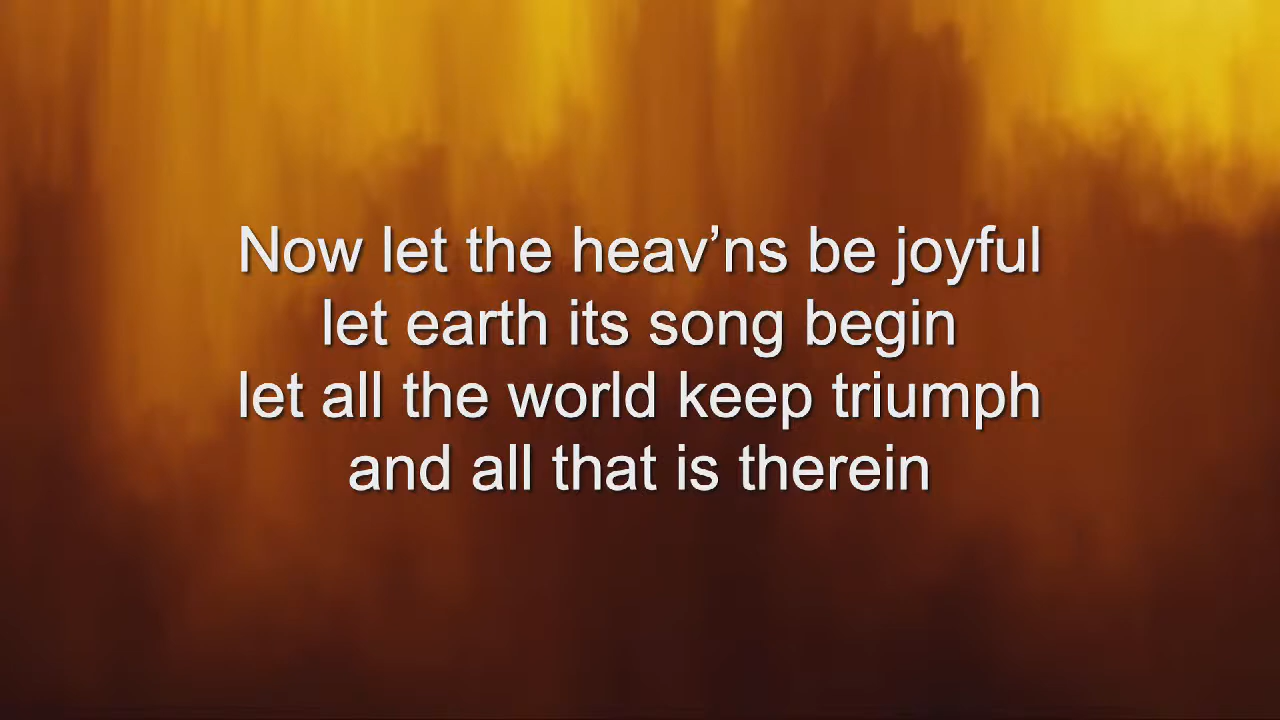 Now let the heav’ns be joyful
let earth its song begin
let all the world keep triumph
and all that is therein